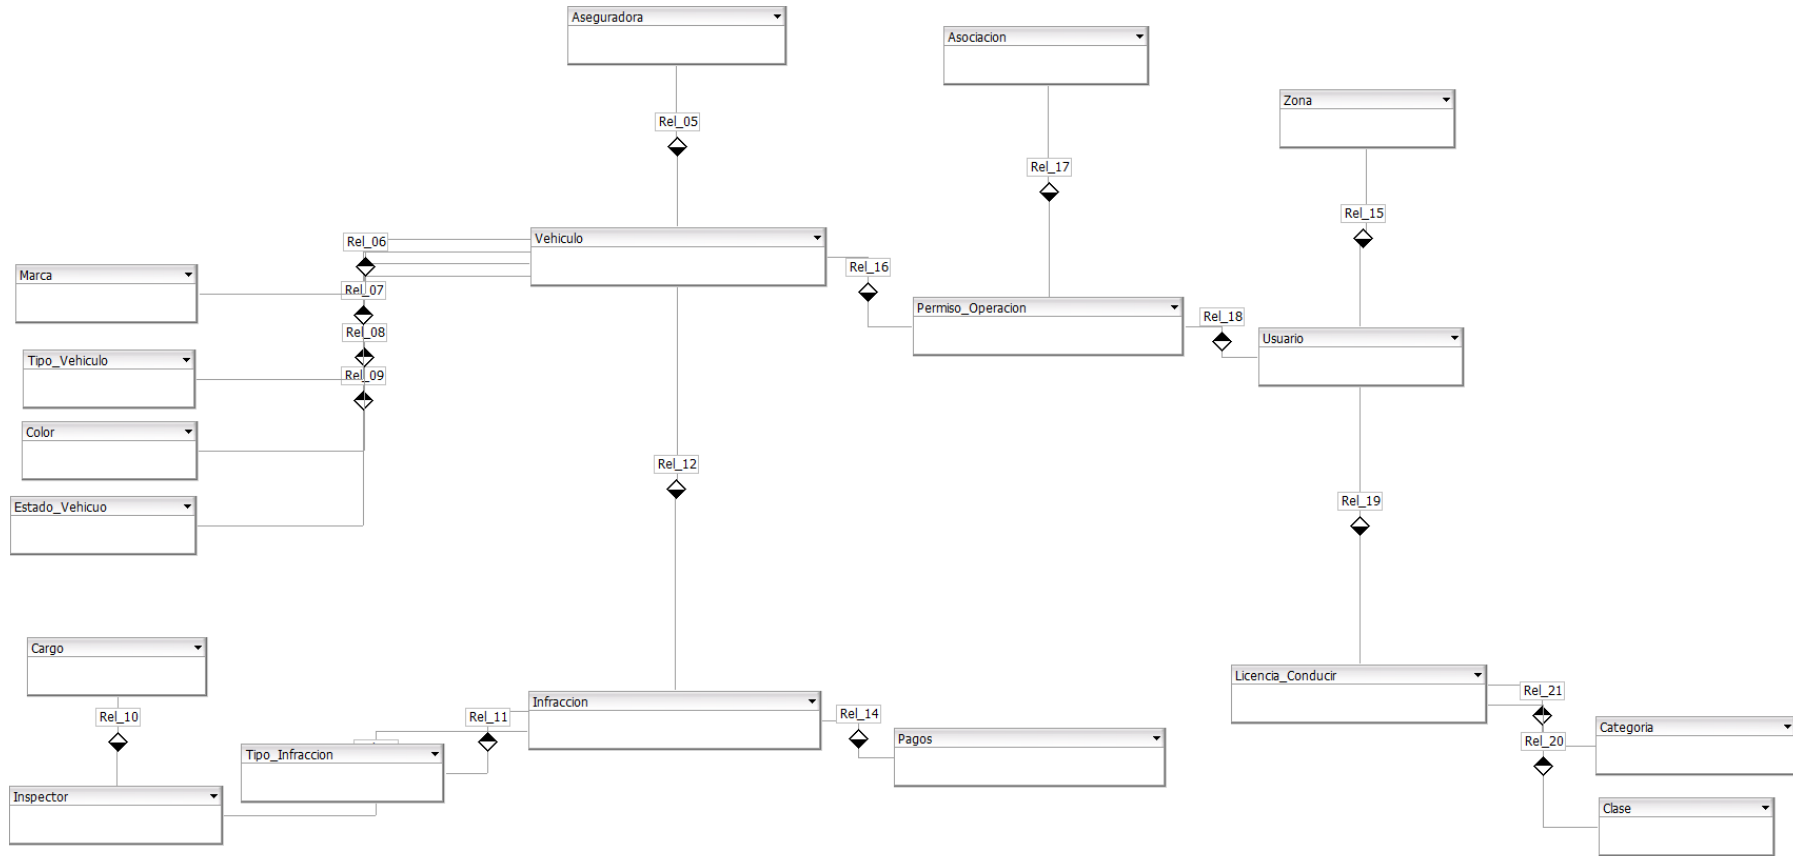 Aseguradora
Asociacion
Zona
Rel_05
Rel_17
Rel_15
Vehiculo
Rel_06
Rel_16
Marca
Rel_07
Permiso_Operacion
Rel_18
Usuario
Rel_08
Tipo_Vehiculo
Rel_09
Color
Rel_12
Estado_Vehicuo
Rel_19
Cargo
Licencia_Conducir
Rel_21
Infraccion
Rel_10
Rel_11
Rel_14
Categoria
Pagos
Rel_20
Tipo_Infraccion
Inspector
Clase